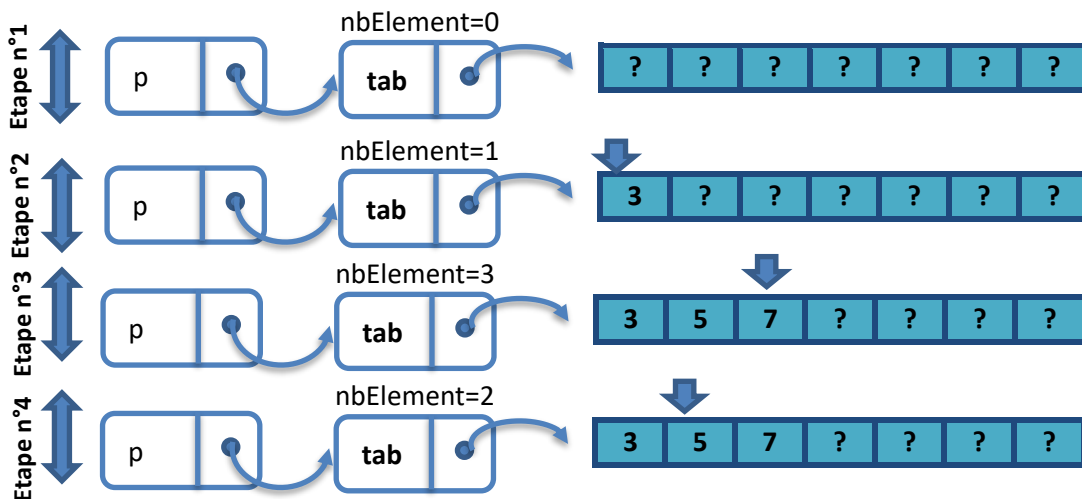 Etape n°1
nbElement=0
p tab ? ? ? ? ? ? ?
Etape n°2
nbElement=1
p tab 3 ? ? ? ? ? ?
Etape n°3
nbElement=3
p tab 3 5 7 ? ? ? ?
Etape n°4
nbElement=2
p tab 3 5 7 ? ? ? ?